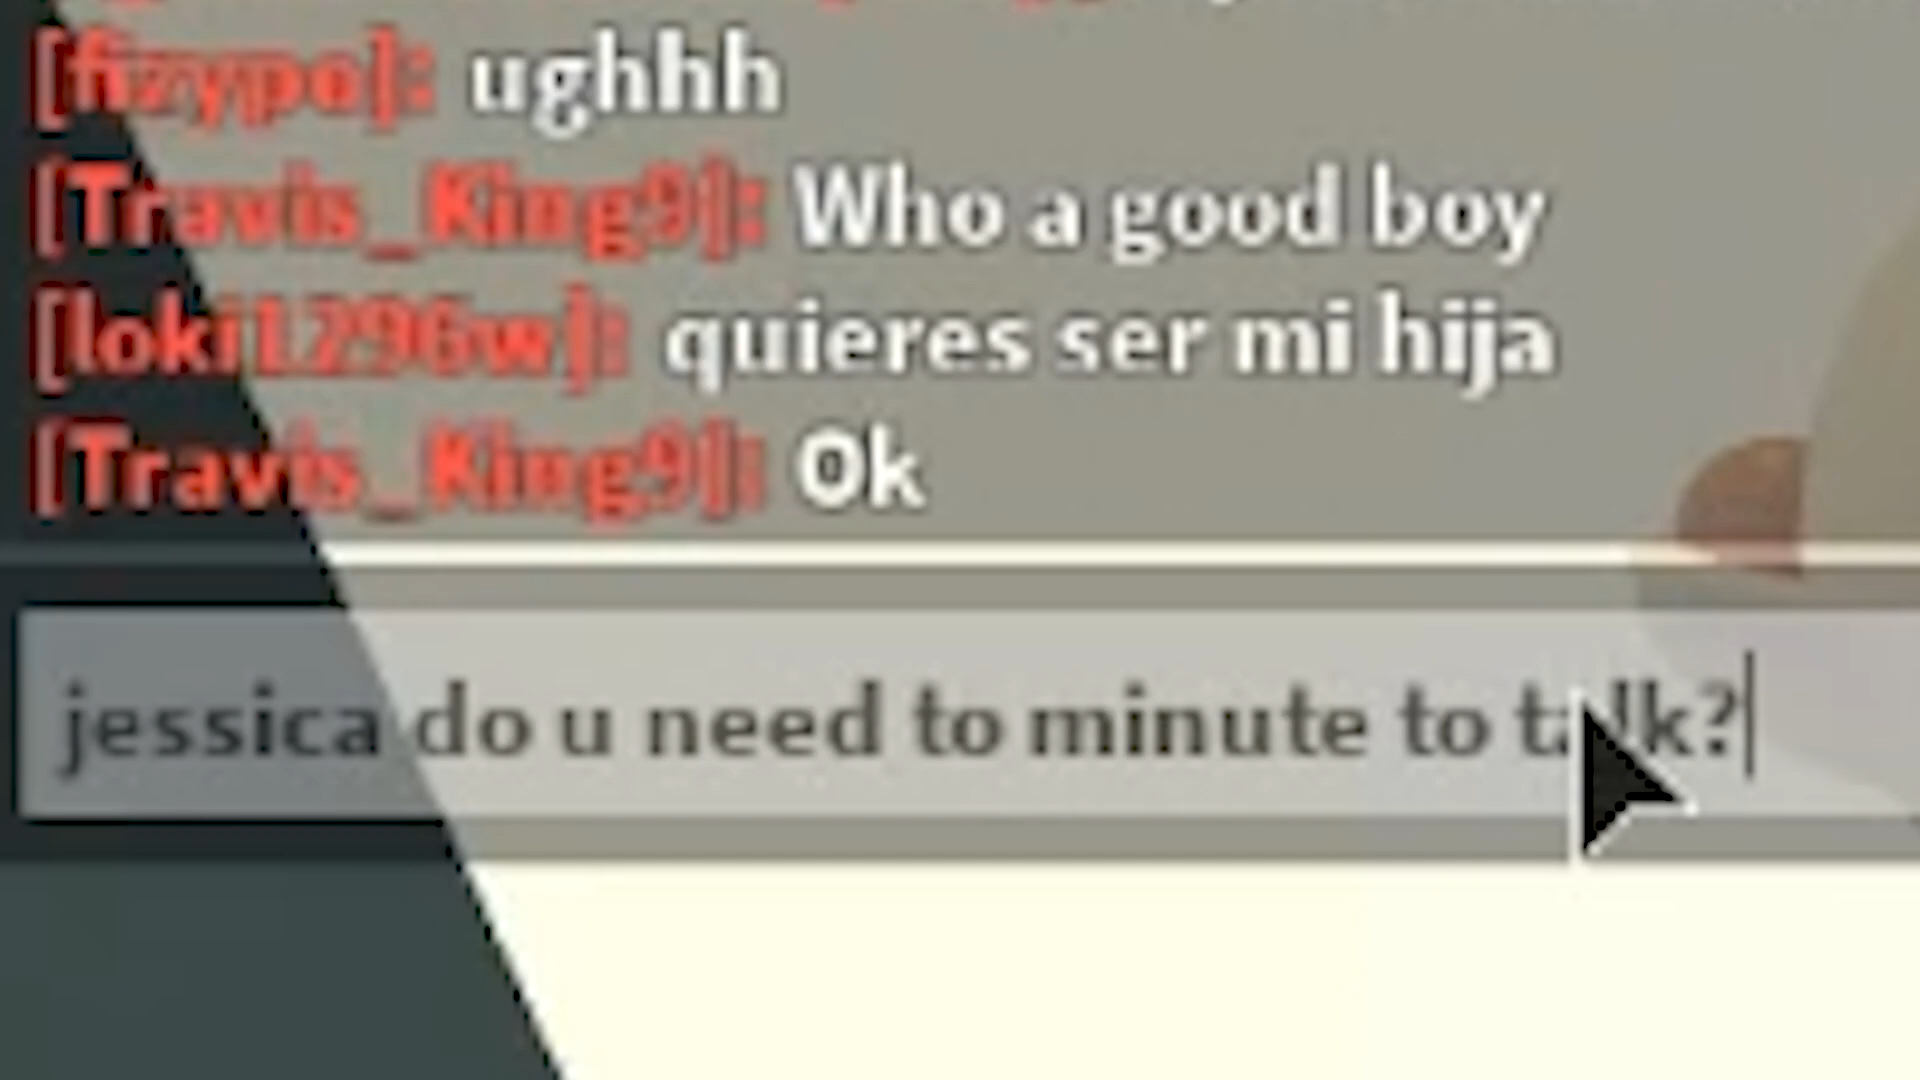 [fizypo]: ughhh
[Travis_King9]: Who a good boy
[loki1296w]: quieres ser mi hija
[Travis_King9]: Ok
jessica do u need to minute to talk?